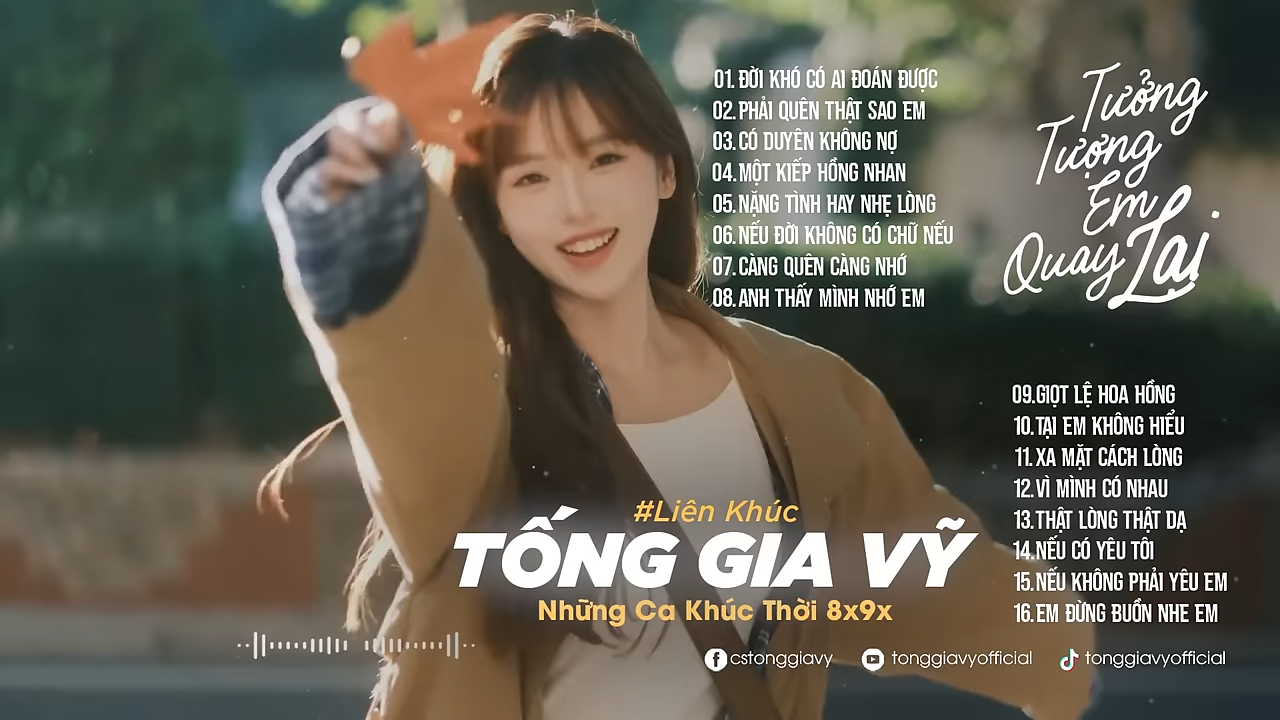 01. ĐỜI KHÓ CÓ AI ĐOÁN ĐƯỢC
02. PHẢI QUÊN THẬT SAO EM
03. CÓ DUYÊN KHÔNG NỢ
04. MỘT KIẾP HỒNG NHAN
05. NẶNG TÌNH HAY NHẸ LÒNG
06. NẾU ĐỜI KHÔNG CÓ CHỮ NẾU
07. CÀNG QUÊN CÀNG NHỚ
08. ANH THẤY MÌNH NHỚ EM
Tưởng
Tượng
Em
Quay Lại
09. GIỌT LỆ HOA HỒNG
10. TẠI EM KHÔNG HIỂU
11. XA MẶT CÁCH LÒNG
12. VÌ MÌNH CÓ NHAU
13. THẬT LÒNG THẬT DẠ
14. NẾU CÓ YÊU TÔI
15. NẾU KHÔNG PHẢI YÊU EM
16. EM ĐỪNG BUỒN NHE EM
#Liên Khúc
TỐNG GIA VỸ
Những Ca Khúc Thời 8x9x
cstonggiavy
tonggiavyofficial
tonggiavyofficial